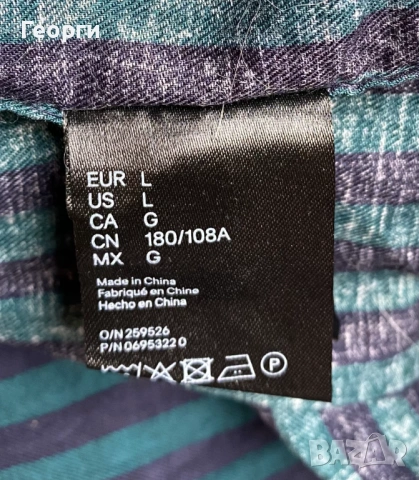 Георги
EUR L
US L
CA G
CN 180/108A
MX G
Made in China
Fabriqué en Chine
Hecho en China
O/N 259526
P/N 06953220
P
BAZAR